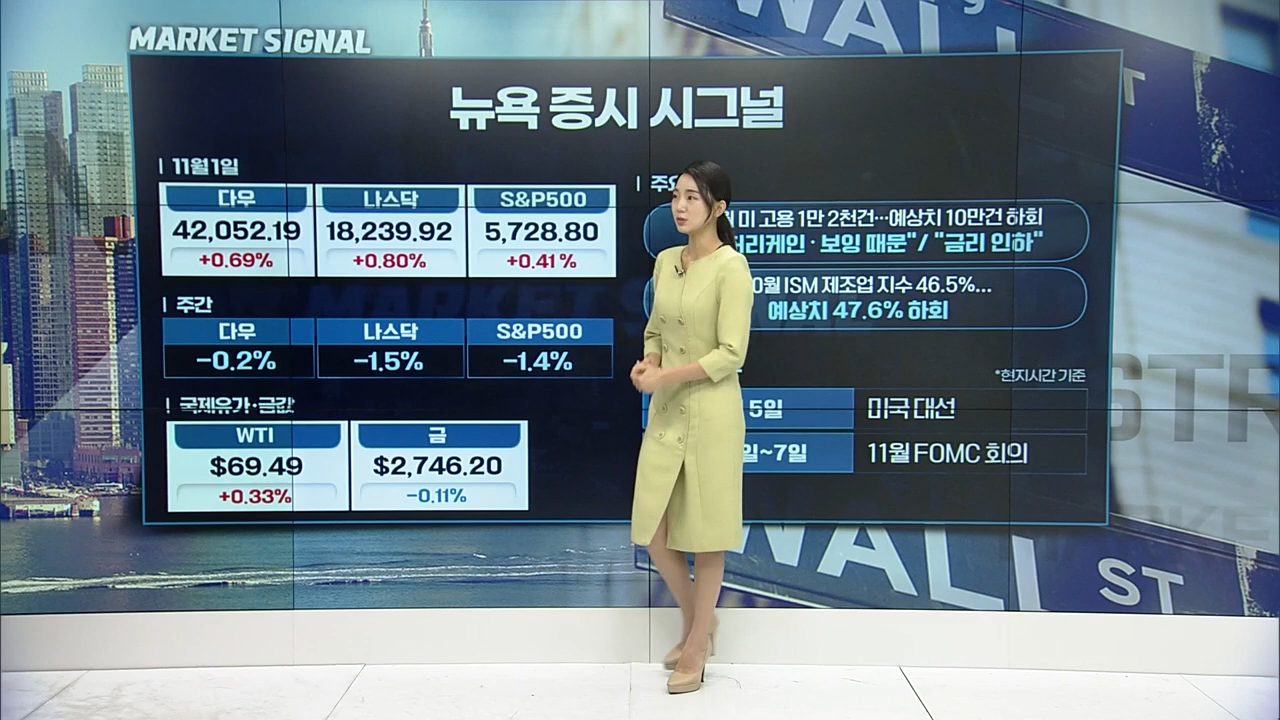 MARKET SIGNAL
WALL ST
뉴욕 증시 시그널
11월 1일
다우 나스닥 S&P500
42,052.19 18,239.92 5,728.80
+0.69% +0.80% +0.41%
주간
다우 나스닥 S&P500
-0.2% -1.5% -1.4%
국제유가·금값
WTI 금
$69.49 $2,746.20
+0.33% -0.11%
미 고용 1만 2천건…예상치 10만건 하회
보잉 때문"/ "금리 인하"
ISM 제조업 지수 46.5%...
예상치 47.6% 하회
*현지시간 기준
5일 미국 대선
~7일 11월 FOMC 회의
STR
WALL ST